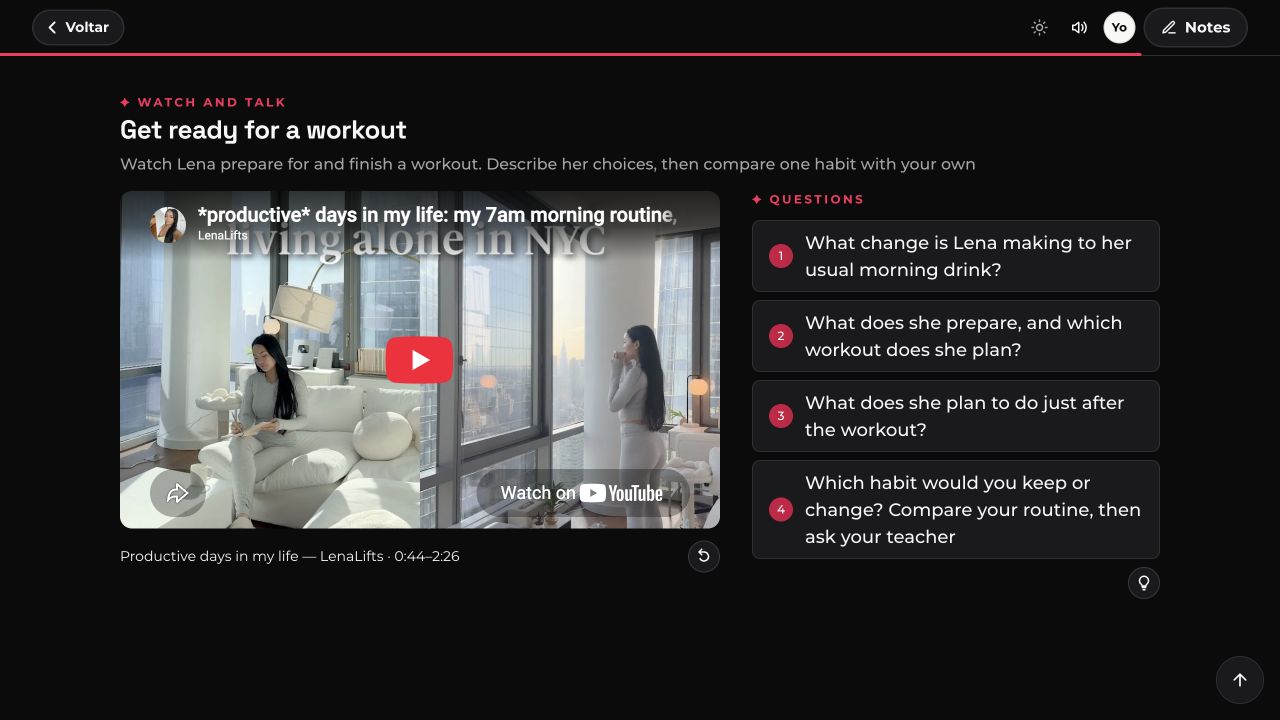 Voltar
Yo
Notes
WATCH AND TALK
Get ready for a workout
Watch Lena prepare for and finish a workout. Describe her choices, then compare one habit with your own
*productive* days in my life: my 7am morning routine,
LenaLifts
living alone in NYC
Watch on YouTube
Productive days in my life — LenaLifts · 0:44–2:26
QUESTIONS
1
What change is Lena making to her
usual morning drink?
2
What does she prepare, and which
workout does she plan?
3
What does she plan to do just after
the workout?
4
Which habit would you keep or
change? Compare your routine, then
ask your teacher